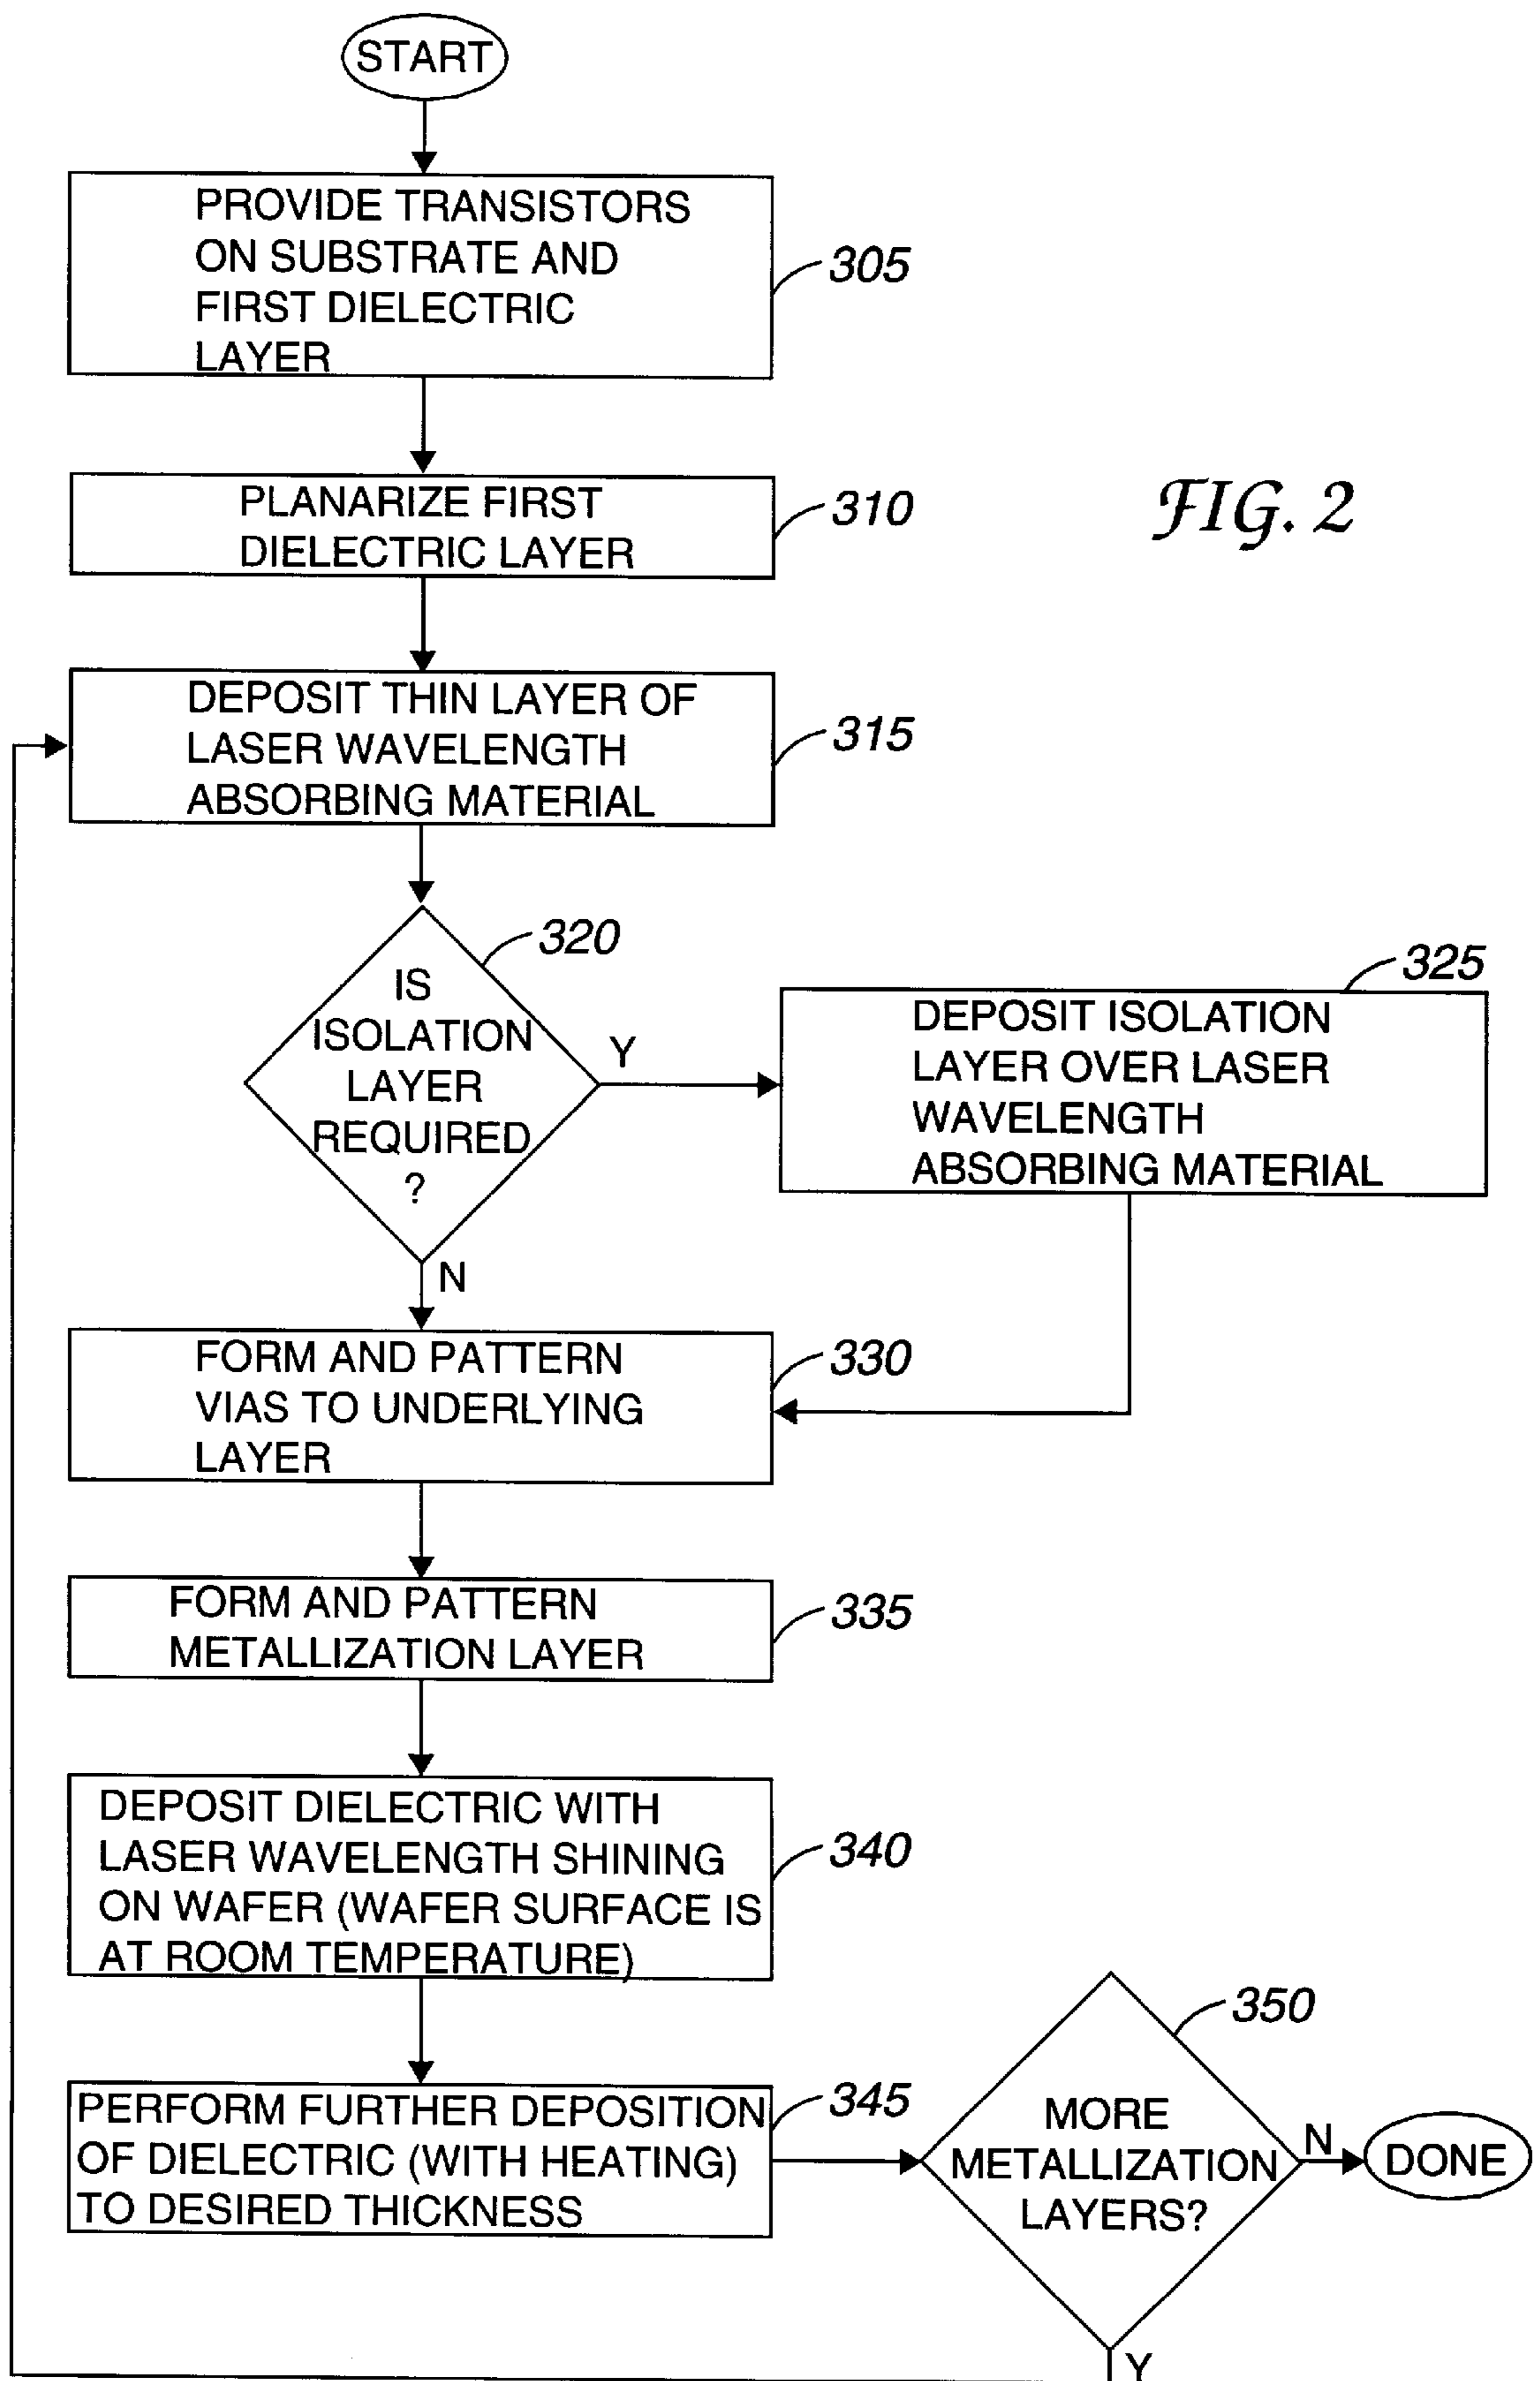 START
PROVIDE TRANSISTORS
ON SUBSTRATE AND
FIRST DIELECTRIC
LAYER
305
PLANARIZE FIRST
DIELECTRIC LAYER
310
FIG. 2
DEPOSIT THIN LAYER OF
LASER WAVELENGTH
ABSORBING MATERIAL
315
IS
ISOLATION
LAYER
REQUIRED
?
320
Y
N
DEPOSIT ISOLATION
LAYER OVER LASER
WAVELENGTH
ABSORBING MATERIAL
325
FORM AND PATTERN
VIAS TO UNDERLYING
LAYER
330
FORM AND PATTERN
METALLIZATION LAYER
335
DEPOSIT DIELECTRIC WITH
LASER WAVELENGTH SHINING
ON WAFER (WAFER SURFACE IS
AT ROOM TEMPERATURE)
340
PERFORM FURTHER DEPOSITION
OF DIELECTRIC (WITH HEATING)
TO DESIRED THICKNESS
345
MORE
METALLIZATION
LAYERS?
350
N
DONE
Y